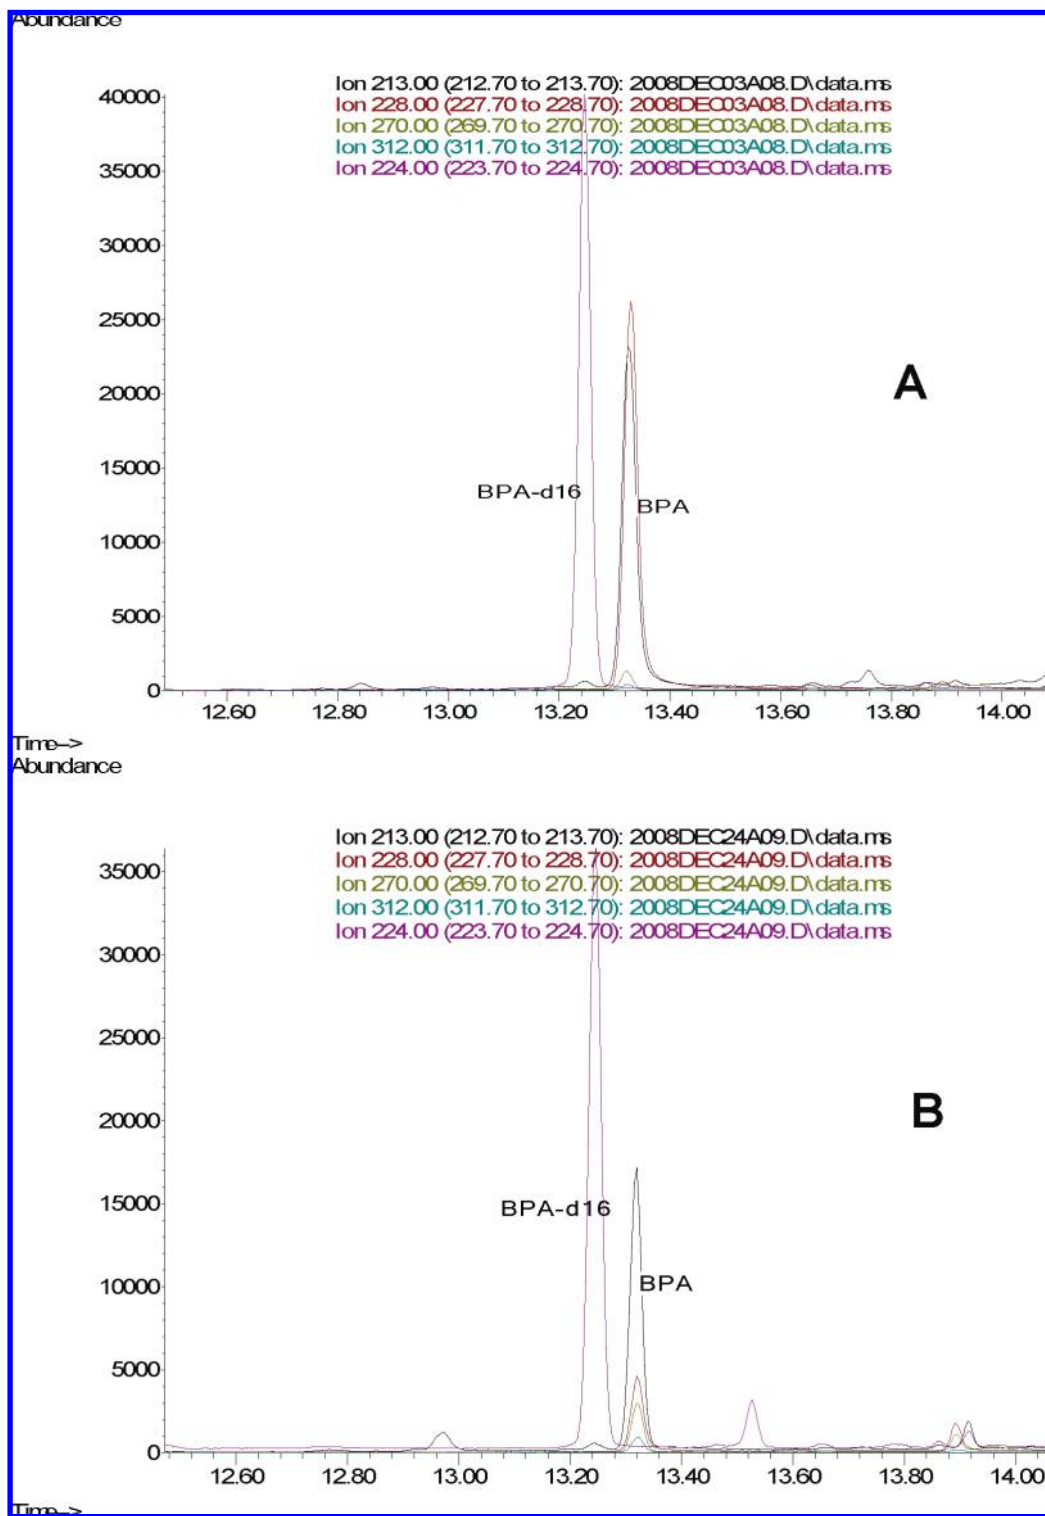 Abundance
Ion 213.00 (212.70 to 213.70): 2008DEC03A08.D\data.ms
Ion 228.00 (227.70 to 228.70): 2008DEC03A08.D\data.ms
Ion 270.00 (269.70 to 270.70): 2008DEC03A08.D\data.ms
Ion 312.00 (311.70 to 312.70): 2008DEC03A08.D\data.ms
Ion 224.00 (223.70 to 224.70): 2008DEC03A08.D\data.ms
40000
35000
30000
25000
20000
A
15000
BPA-d16
BPA
10000
5000
0
12.60 12.80 13.00 13.20 13.40 13.60 13.80 14.00
Time-->
Abundance
Ion 213.00 (212.70 to 213.70): 2008DEC24A09.D\data.ms
Ion 228.00 (227.70 to 228.70): 2008DEC24A09.D\data.ms
Ion 270.00 (269.70 to 270.70): 2008DEC24A09.D\data.ms
Ion 312.00 (311.70 to 312.70): 2008DEC24A09.D\data.ms
Ion 224.00 (223.70 to 224.70): 2008DEC24A09.D\data.ms
35000
30000
25000
20000
B
15000
BPA-d16
BPA
10000
5000
0
12.60 12.80 13.00 13.20 13.40 13.60 13.80 14.00
Time-->